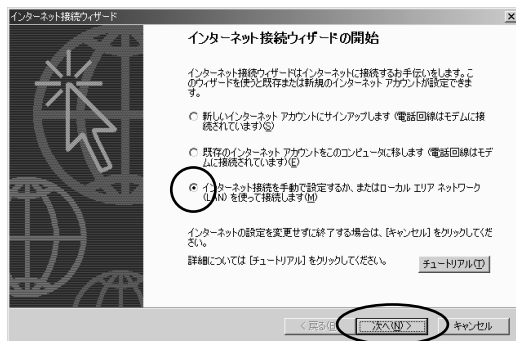 インターネット接続ウィザード
インターネット接続ウィザードの開始
インターネット接続ウィザードはインターネットに接続するお手伝いをします。こ
のウィザードを使うと既存または新規のインターネット アカウントが設定できま
す。
新しいインターネット アカウントにサインアップします (電話回線はモデムに接
続されています)(S)
既存のインターネット アカウントをこのコンピュータに移します (電話回線はモデ
ムに接続されています)(E)
インターネット接続を手動で設定するか、またはローカル エリア ネットワーク
(LAN) を使って接続します(M)
インターネットの設定を変更せずに終了する場合は、[キャンセル] をクリックしてくだ
さい。
詳細については [チュートリアル] をクリックしてください。
チュートリアル(T)
< 戻る(B)
次へ(N) >
キャンセル